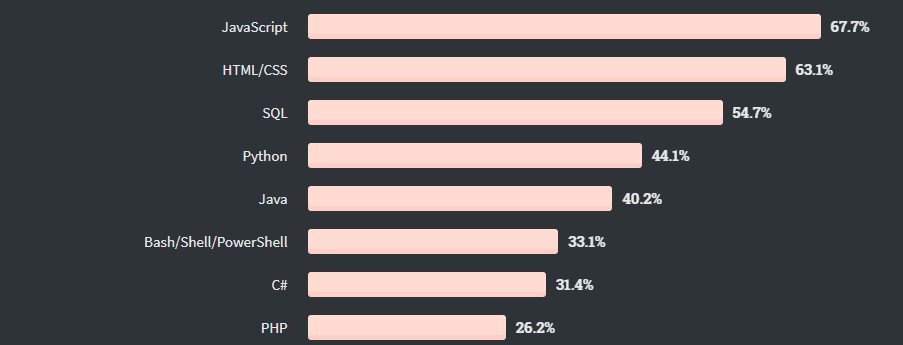 JavaScript 67.7%
HTML/CSS 63.1%
SQL 54.7%
Python 44.1%
Java 40.2%
Bash/Shell/PowerShell 33.1%
C# 31.4%
PHP 26.2%